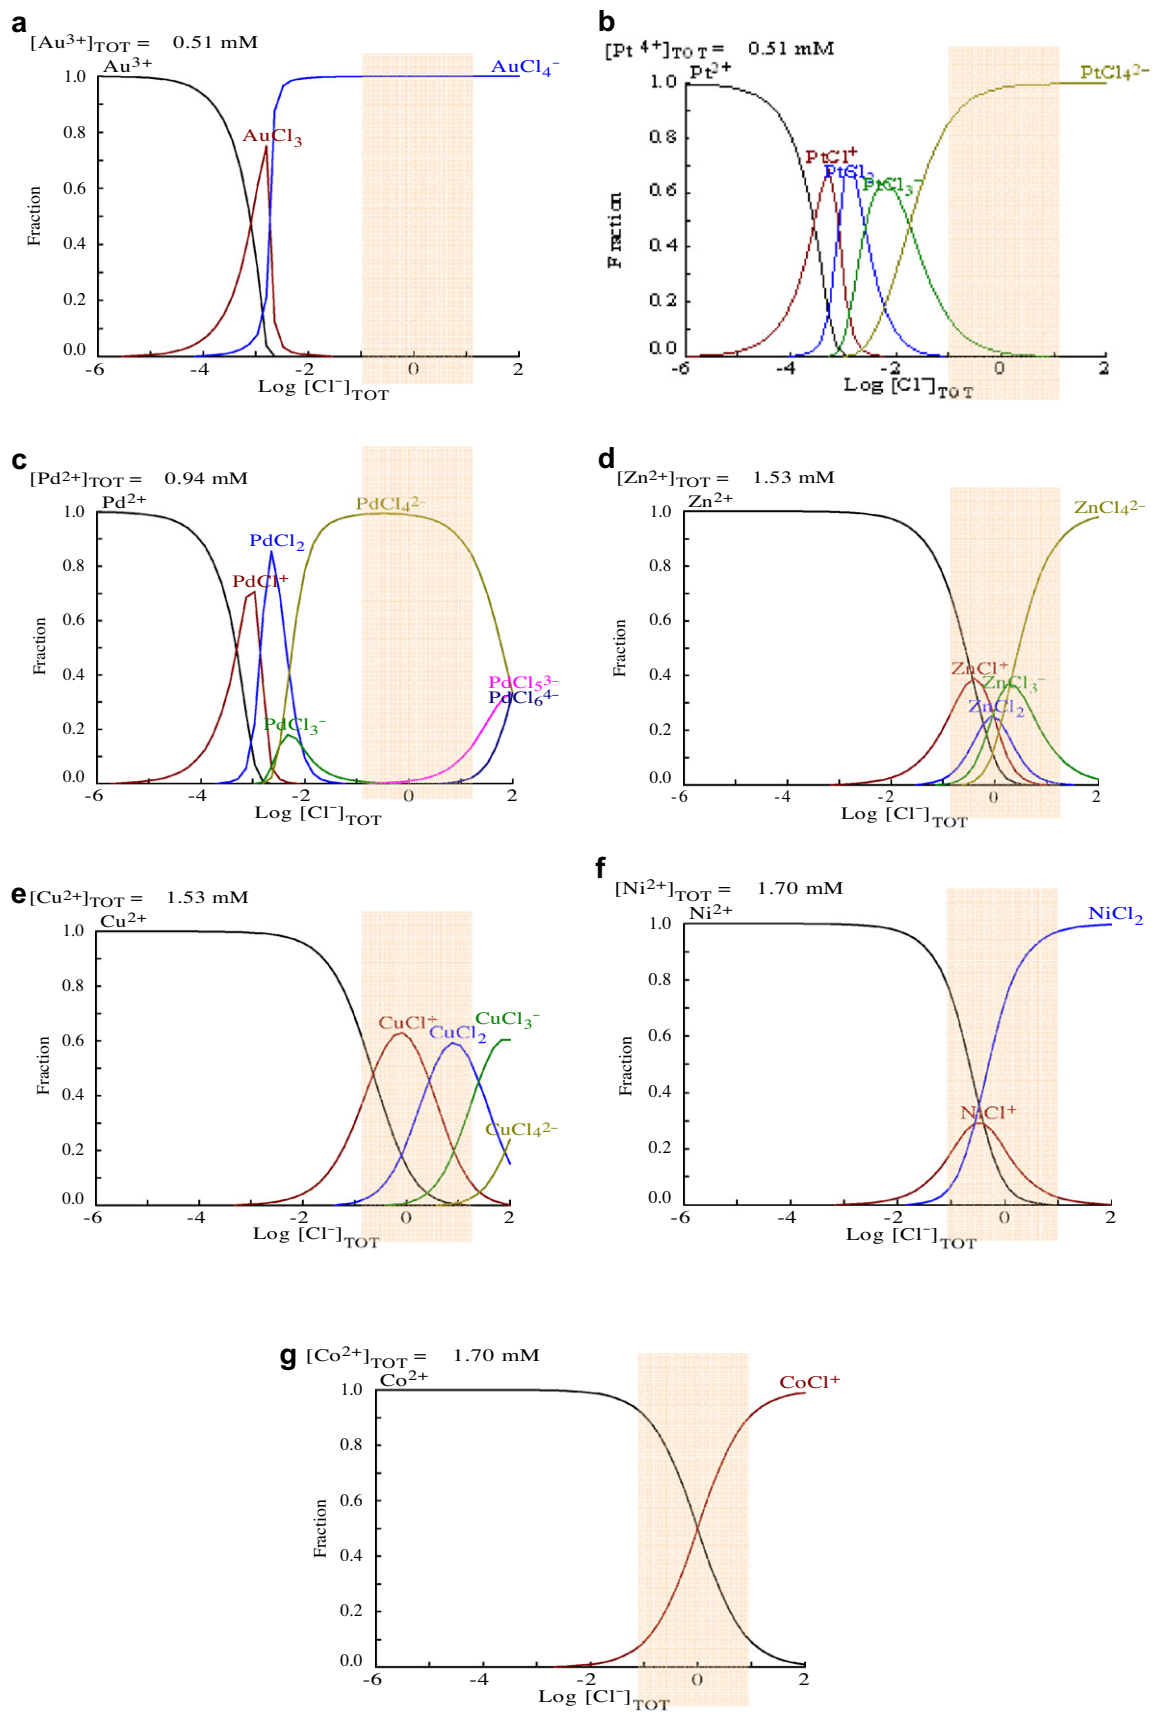 a
[Au³⁺]TOT = 0.51 mM
Au³⁺
AuCl₄⁻
AuCl₃
1.0
0.8
0.6
0.4
0.2
0.0
Fraction
-6 -4 -2 0 2
Log [Cl⁻]TOT
b
[Pt ⁴⁺]TOT = 0.51 mM
Pt²⁺
PtCl₄²⁻
PtCl⁺
PtCl₂
PtCl₃⁻
1.0
0.8
0.6
0.4
0.2
0.0
Fraction
-6 -4 -2 0 2
Log [Cl⁻]TOT
c
[Pd²⁺]TOT = 0.94 mM
Pd²⁺
PdCl₄²⁻
PdCl₂
PdCl⁺
PdCl₃⁻
PdCl₅³⁻
PdCl₆⁴⁻
1.0
0.8
0.6
0.4
0.2
0.0
Fraction
-6 -4 -2 0 2
Log [Cl⁻]TOT
d
[Zn²⁺]TOT = 1.53 mM
Zn²⁺
ZnCl₄²⁻
ZnCl⁺
ZnCl₃⁻
ZnCl₂
1.0
0.8
0.6
0.4
0.2
0.0
Fraction
-6 -4 -2 0 2
Log [Cl⁻]TOT
e
[Cu²⁺]TOT = 1.53 mM
Cu²⁺
CuCl⁺
CuCl₂
CuCl₃⁻
CuCl₄²⁻
1.0
0.8
0.6
0.4
0.2
0.0
Fraction
-6 -4 -2 0 2
Log [Cl⁻]TOT
f
[Ni²⁺]TOT = 1.70 mM
Ni²⁺
NiCl₂
NiCl⁺
1.0
0.8
0.6
0.4
0.2
0.0
Fraction
-6 -4 -2 0 2
Log [Cl⁻]TOT
g
[Co²⁺]TOT = 1.70 mM
Co²⁺
CoCl⁺
1.0
0.8
0.6
0.4
0.2
0.0
Fraction
-6 -4 -2 0 2
Log [Cl⁻]TOT